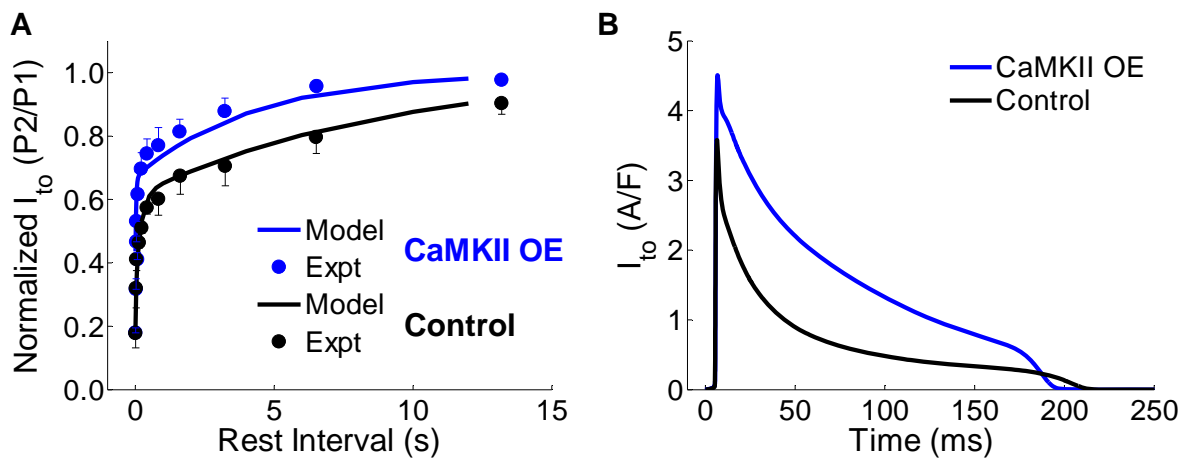 A
Normalized I_to (P2/P1)
1.0
0.8
0.6
0.4
0.2
0.0
0
5
10
15
Rest Interval (s)
Model
Expt
CaMKII OE
Model
Expt
Control
B
I_to (A/F)
5
4
3
2
1
0
0
50
100
150
200
250
Time (ms)
CaMKII OE
Control